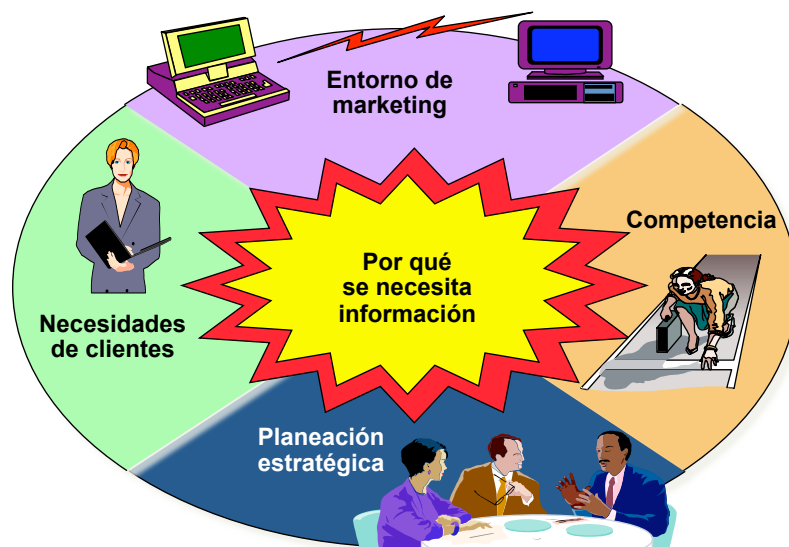 Entorno de
marketing
Competencia
Por qué
se necesita
información
Necesidades
de clientes
Planeación
estratégica